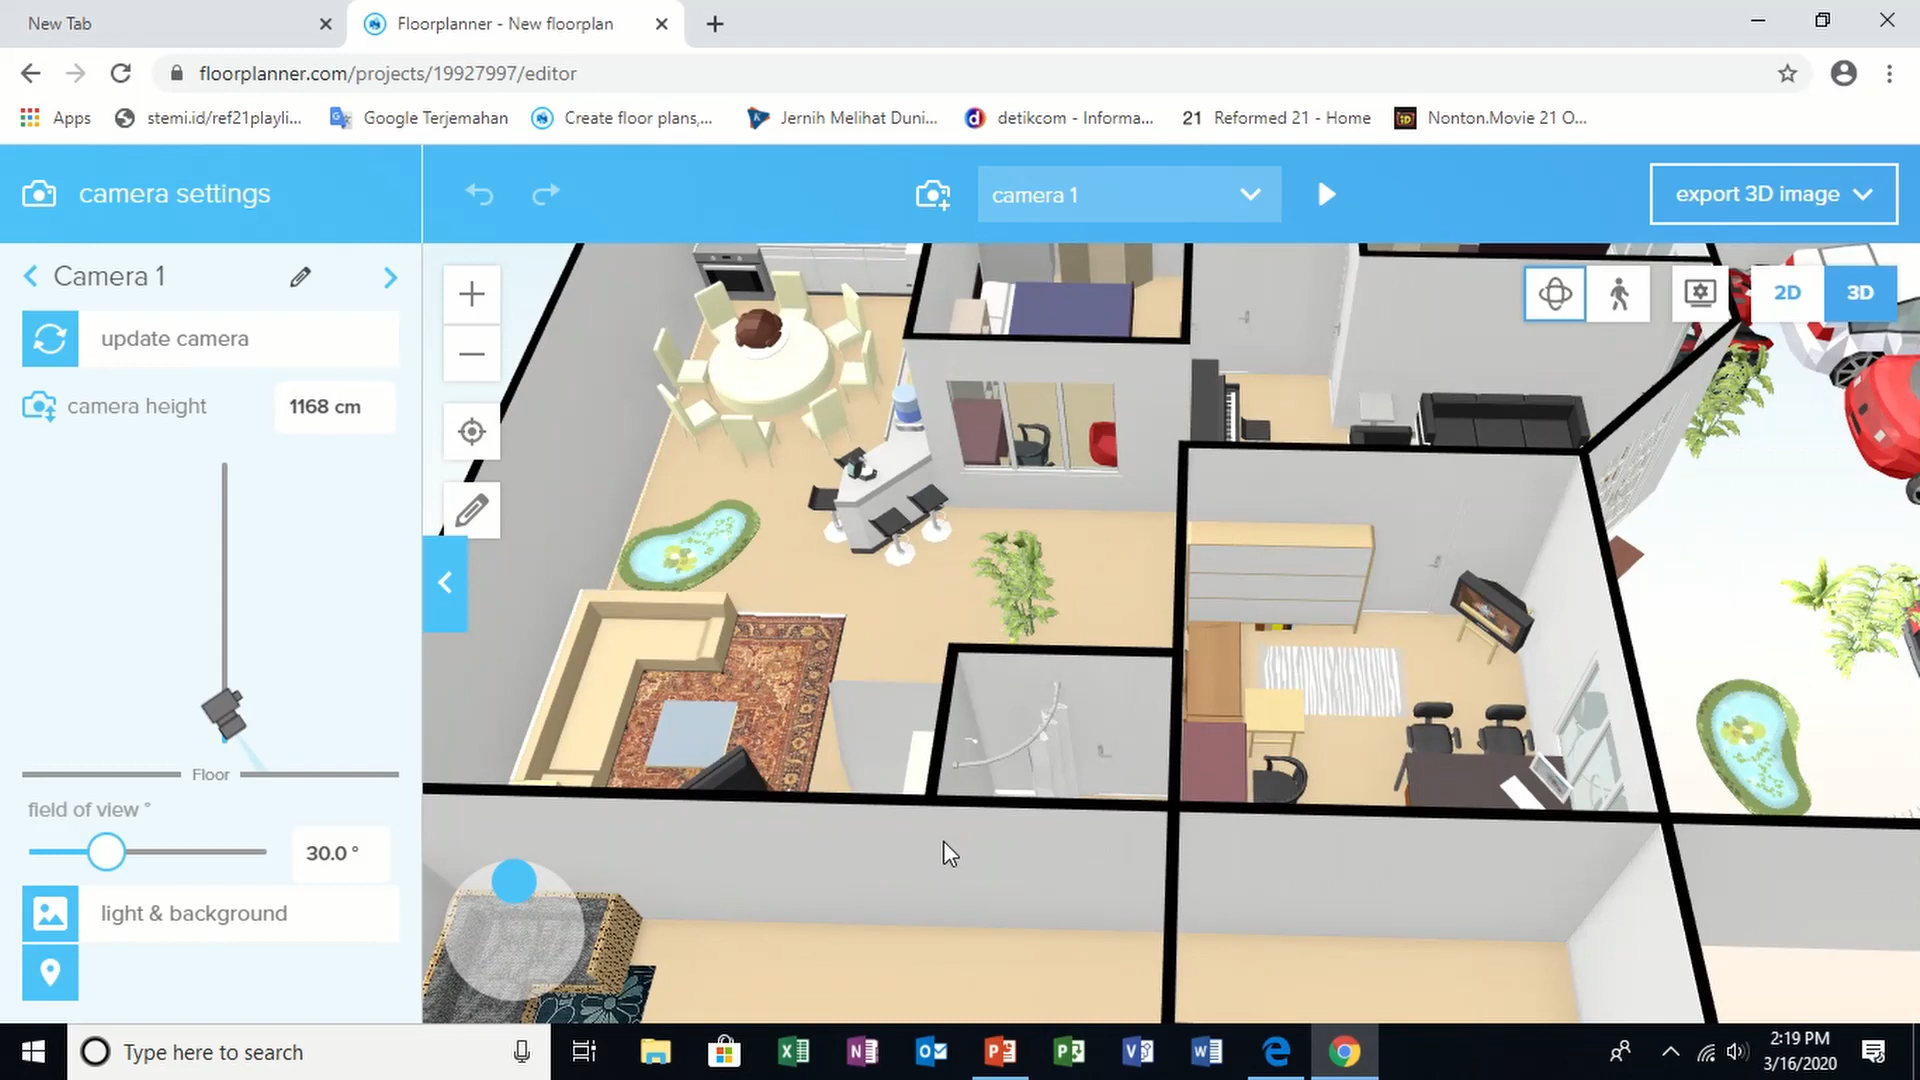 New Tab
Floorplanner - New floorplan
floorplanner.com/projects/19927997/editor
Apps
stemi.id/ref21playli...
Google Terjemahan
Create floor plans,...
Jernih Melihat Duni...
detikcom - Informa...
21 Reformed 21 - Home
Nonton.Movie 21 O...
camera settings
camera 1
export 3D image
Camera 1
2D
3D
update camera
camera height
1168 cm
Floor
field of view °
30.0 °
light & background
Type here to search
2:19 PM
3/16/2020